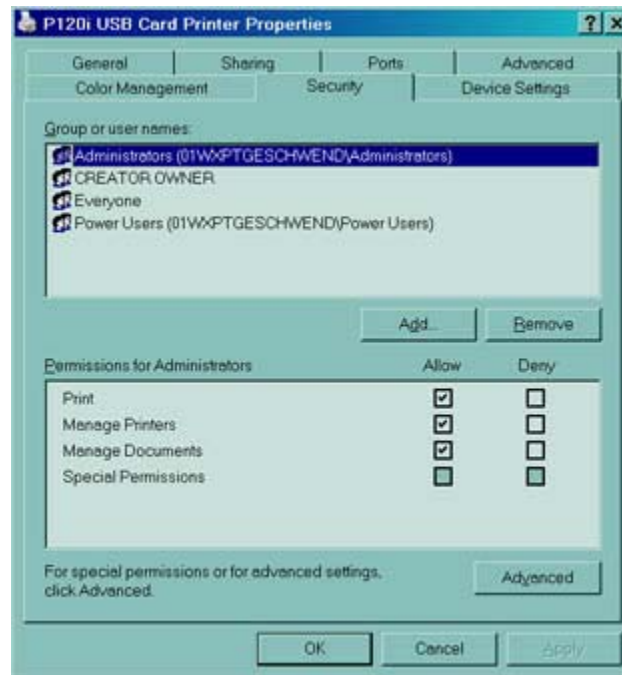 P120i USB Card Printer Properties
General Sharing Ports Advanced
Color Management Security Device Settings
Group or user names:
Administrators (01WXPTGESCHWEND\Administrators)
CREATOR OWNER
Everyone
Power Users (01WXPTGESCHWEND\Power Users)
Add... Remove
Permissions for Administrators Allow Deny
Print
Manage Printers
Manage Documents
Special Permissions
For special permissions or for advanced settings,
click Advanced.
Advanced
OK Cancel Apply